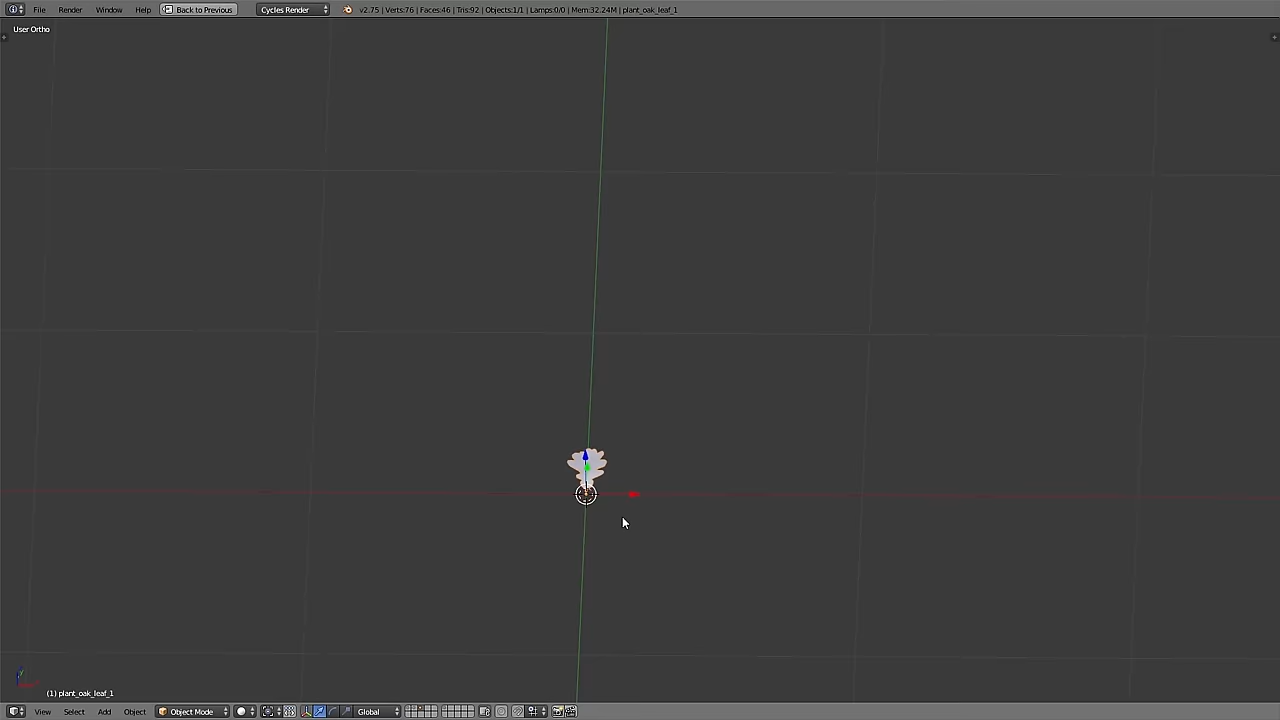 File Render Window Help Back to Previous Cycles Render v2.75 | Verts:76 | Faces:46 | Tris:92 | Objects:1/1 | Lamps:0/0 | Mem:32.24M | plant_oak_leaf_1
User Ortho
(1) plant_oak_leaf_1
View Select Add Object Object Mode Global